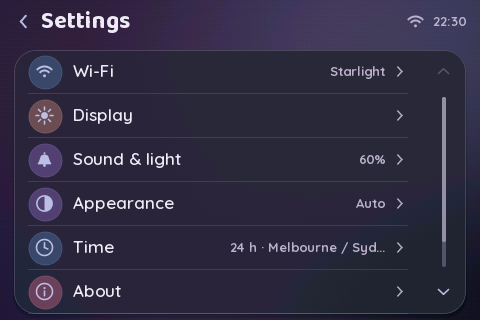 Settings 22:30
Wi-Fi Starlight
Display
Sound & light 60%
Appearance Auto
Time 24 h · Melbourne / Syd...
About